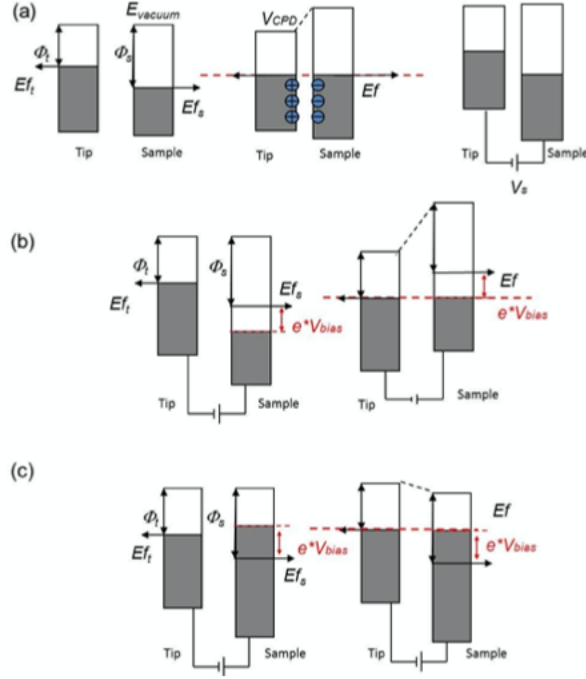 (a)
E_vacuum
V_CPD
Φ_t
Φ_s
Ef_t
Ef_s
Ef
Tip
Sample
Tip
Sample
Tip
Sample
V_s
(b)
Φ_t
Φ_s
Ef_s
Ef
Ef_t
e*V_bias
e*V_bias
Tip
Sample
Tip
Sample
(c)
Φ_t
Φ_s
Ef
Ef_t
e*V_bias
e*V_bias
Ef_s
Tip
Sample
Tip
Sample